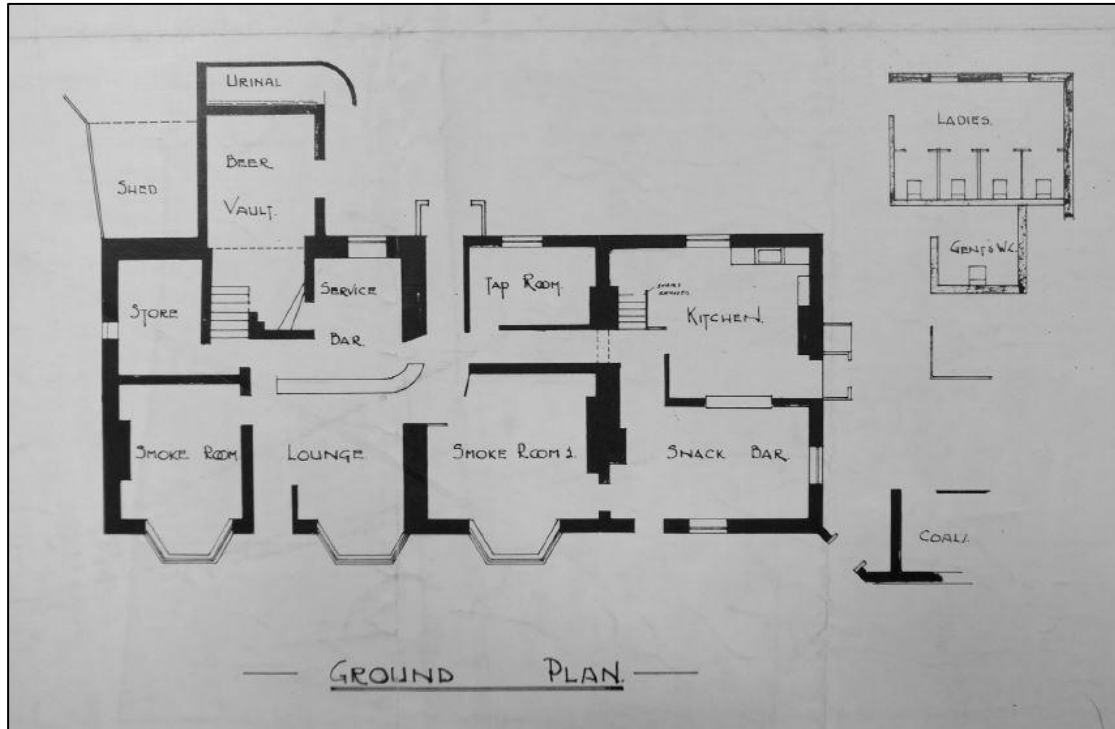 URINAL
BEER
VAULT.
SHED
LADIES.
GENT'S W.C.
STORE
SERVICE
BAR.
TAP ROOM.
KITCHEN.
SMOKE ROOM.
LOUNGE
SMOKE ROOM 1.
SNACK BAR.
COALS.
GROUND PLAN.